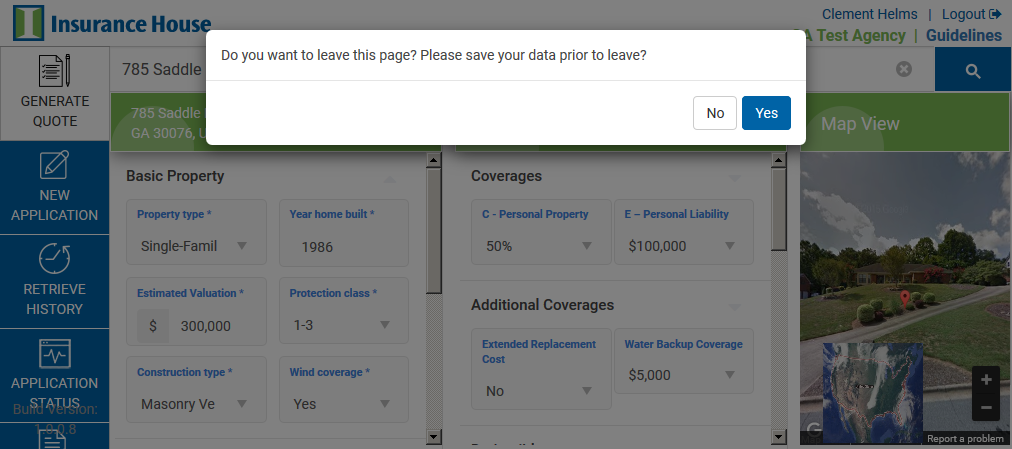 Insurance House
Clement Helms | Logout
A Test Agency | Guidelines
Do you want to leave this page? Please save your data prior to leave?
No
Yes
GENERATE
QUOTE
NEW
APPLICATION
RETRIEVE
HISTORY
APPLICATION
STATUS
Build Version:
1.0.0.8
785 Saddle
785 Saddle
GA 30076, U
Basic Property
Property type *
Single-Famil
Year home built *
1986
Estimated Valuation *
$ 300,000
Protection class *
1-3
Construction type *
Masonry Ve
Wind coverage *
Yes
Coverages
C - Personal Property
50%
E – Personal Liability
$100,000
Additional Coverages
Extended Replacement
Cost
No
Water Backup Coverage
$5,000
Map View
Report a problem